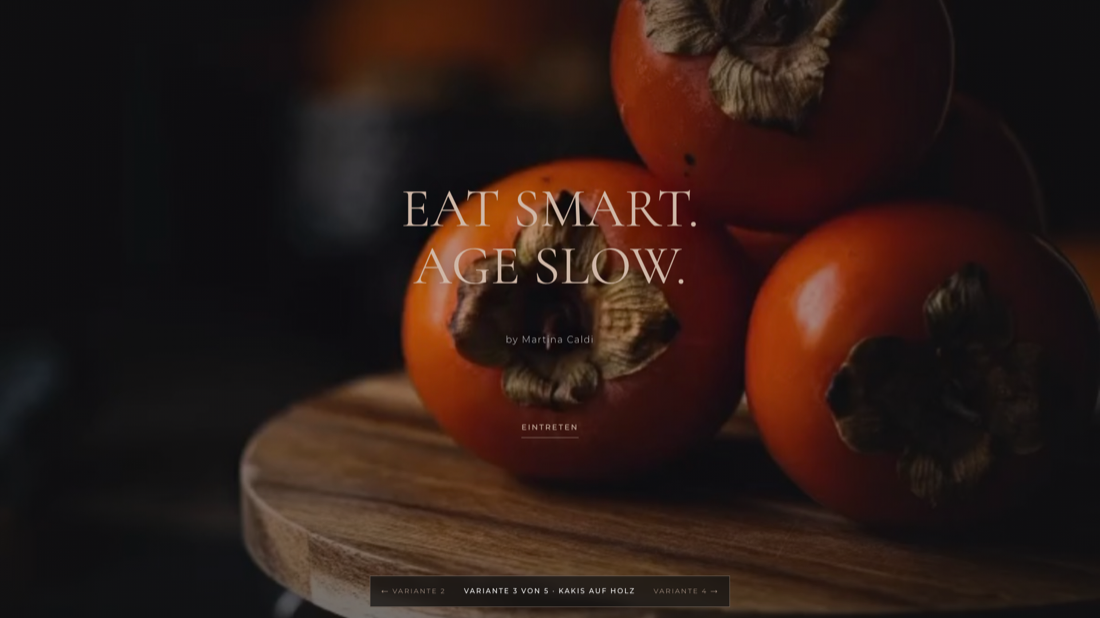 EAT SMART.
AGE SLOW.
by Martina Caldi
EINTRETEN
← VARIANTE 2 VARIANTE 3 VON 5 · KAKIS AUF HOLZ VARIANTE 4 →